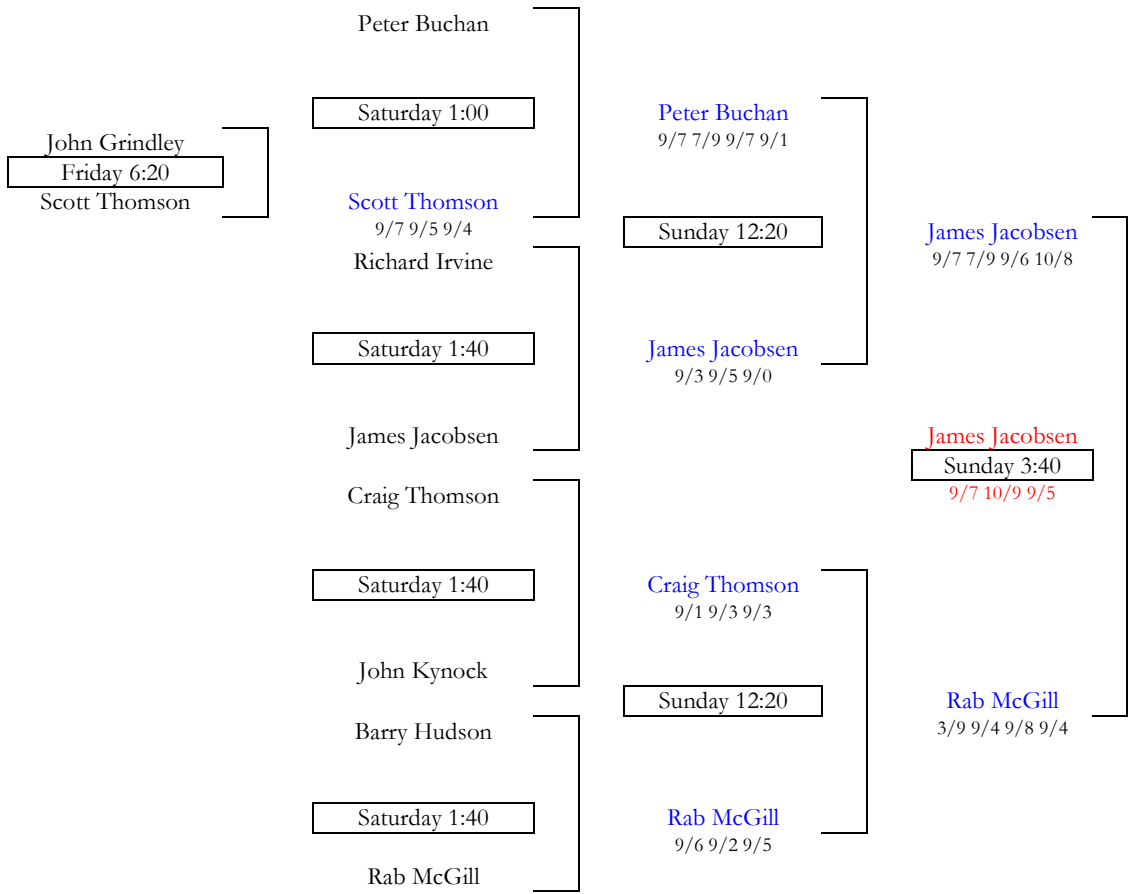 Peter Buchan
Saturday 1:00
John Grindley
Friday 6:20
Scott Thomson
Scott Thomson
9/7 9/5 9/4
Richard Irvine
Saturday 1:40
James Jacobsen
Craig Thomson
Saturday 1:40
John Kynock
Barry Hudson
Saturday 1:40
Rab McGill
Peter Buchan
9/7 7/9 9/7 9/1
Sunday 12:20
James Jacobsen
9/3 9/5 9/0
Craig Thomson
9/1 9/3 9/3
Sunday 12:20
Rab McGill
9/6 9/2 9/5
James Jacobsen
9/7 7/9 9/6 10/8
James Jacobsen
Sunday 3:40
9/7 10/9 9/5
Rab McGill
3/9 9/4 9/8 9/4